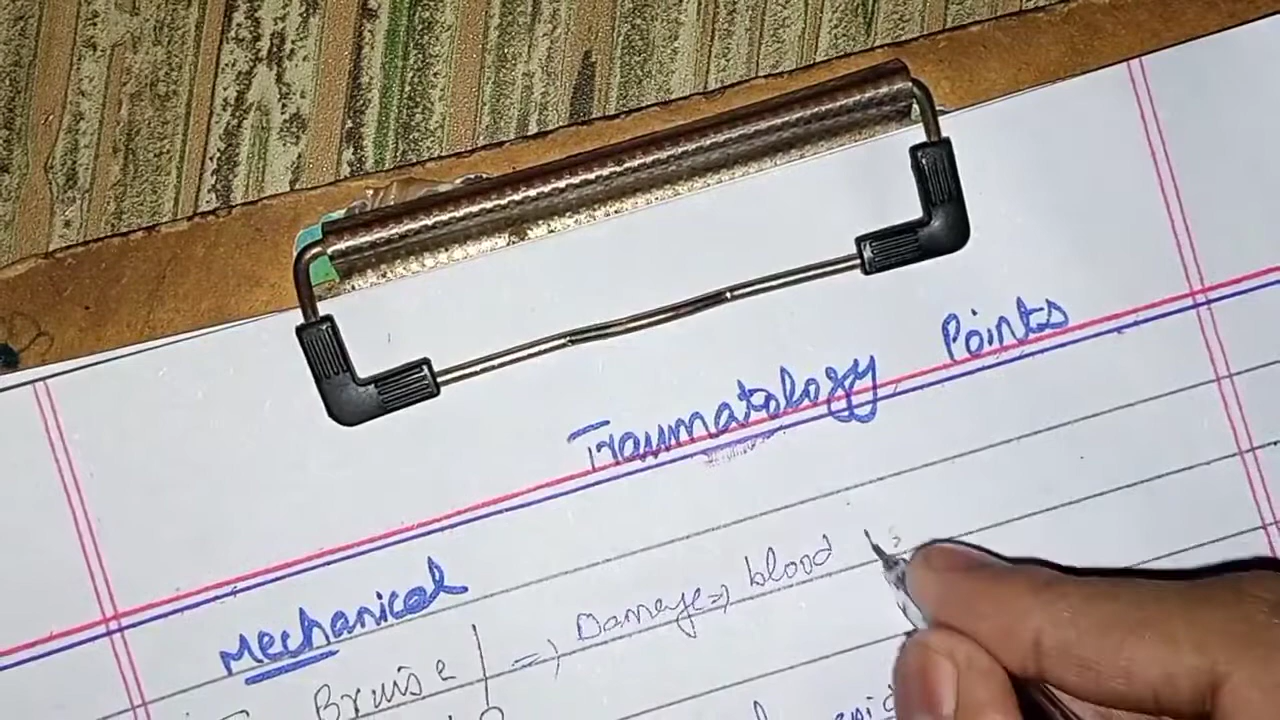 Traumatology Points
Mechanical
Bruise | => Damage => blood